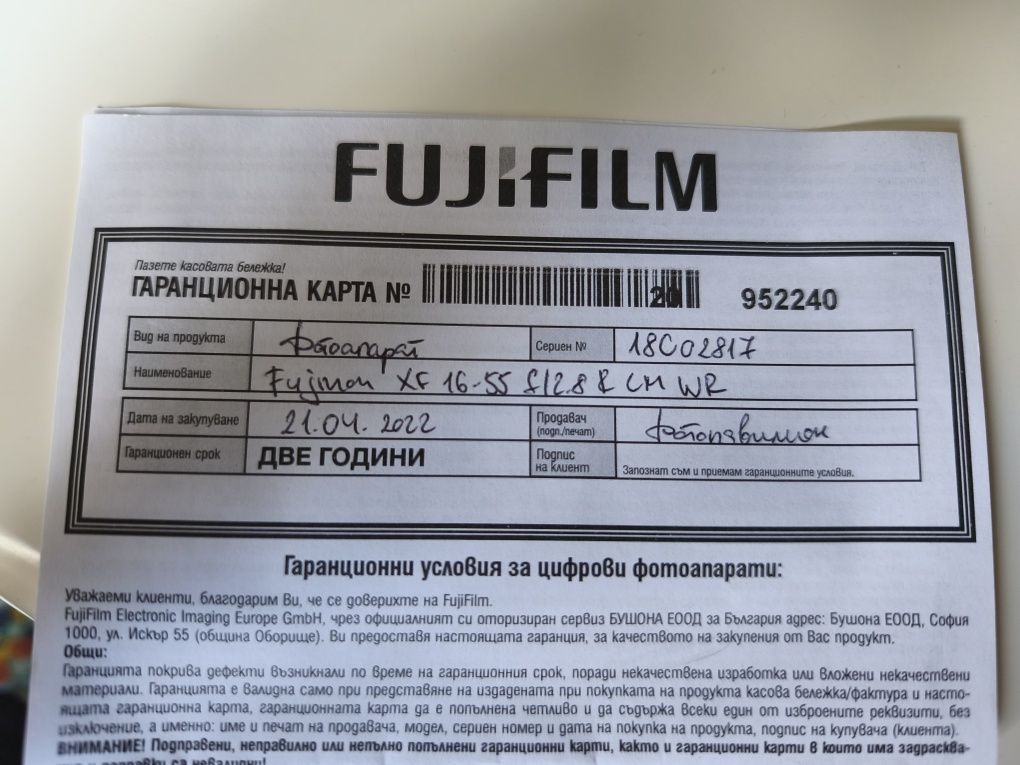 FUJIFILM
Пазете касовата бележка!
ГАРАНЦИОННА КАРТА № 20 952240
Вид на продукта фотоапарат Сериен № 18C02817
Наименование Fujinon XF 16-55 f/2.8 R LM WR
Дата на закупуване 21.04.2022 Продавач (подп./печат) фотопавилион
Гаранционен срок ДВЕ ГОДИНИ Подпис на клиент Запознат съм и приемам гаранционните условия.
Гаранционни условия за цифрови фотоапарати:
Уважаеми клиенти, благодарим Ви, че се доверихте на FujiFilm.
FujiFilm Electronic Imaging Europe GmbH, чрез официалният си оторизиран сервиз БУШОНА ЕООД за България адрес: Бушона ЕООД, София
1000, ул. Искър 55 (община Оборище). Ви предоставя настоящата гаранция, за качеството на закупения от Вас продукт.
Общи:
Гаранцията покрива дефекти възникнали по време на гаранционния срок, поради некачествена изработка или вложени некачествени
материали. Гаранцията е валидна само при представяне на издадената при покупката на продукта касова бележка/фактура и насто-
ящата гаранционна карта, гаранционната карта да е попълнена четливо и да съдържа всеки един от изброените реквизити, без
изключение, а именно: име и печат на продавача, модел, сериен номер и дата на покупка на продукта, подпис на купувача (клиента).
ВНИМАНИЕ! Подправени, неправилно или непълно попълнени гаранционни карти, както и гаранционни карти в които има задрасква-